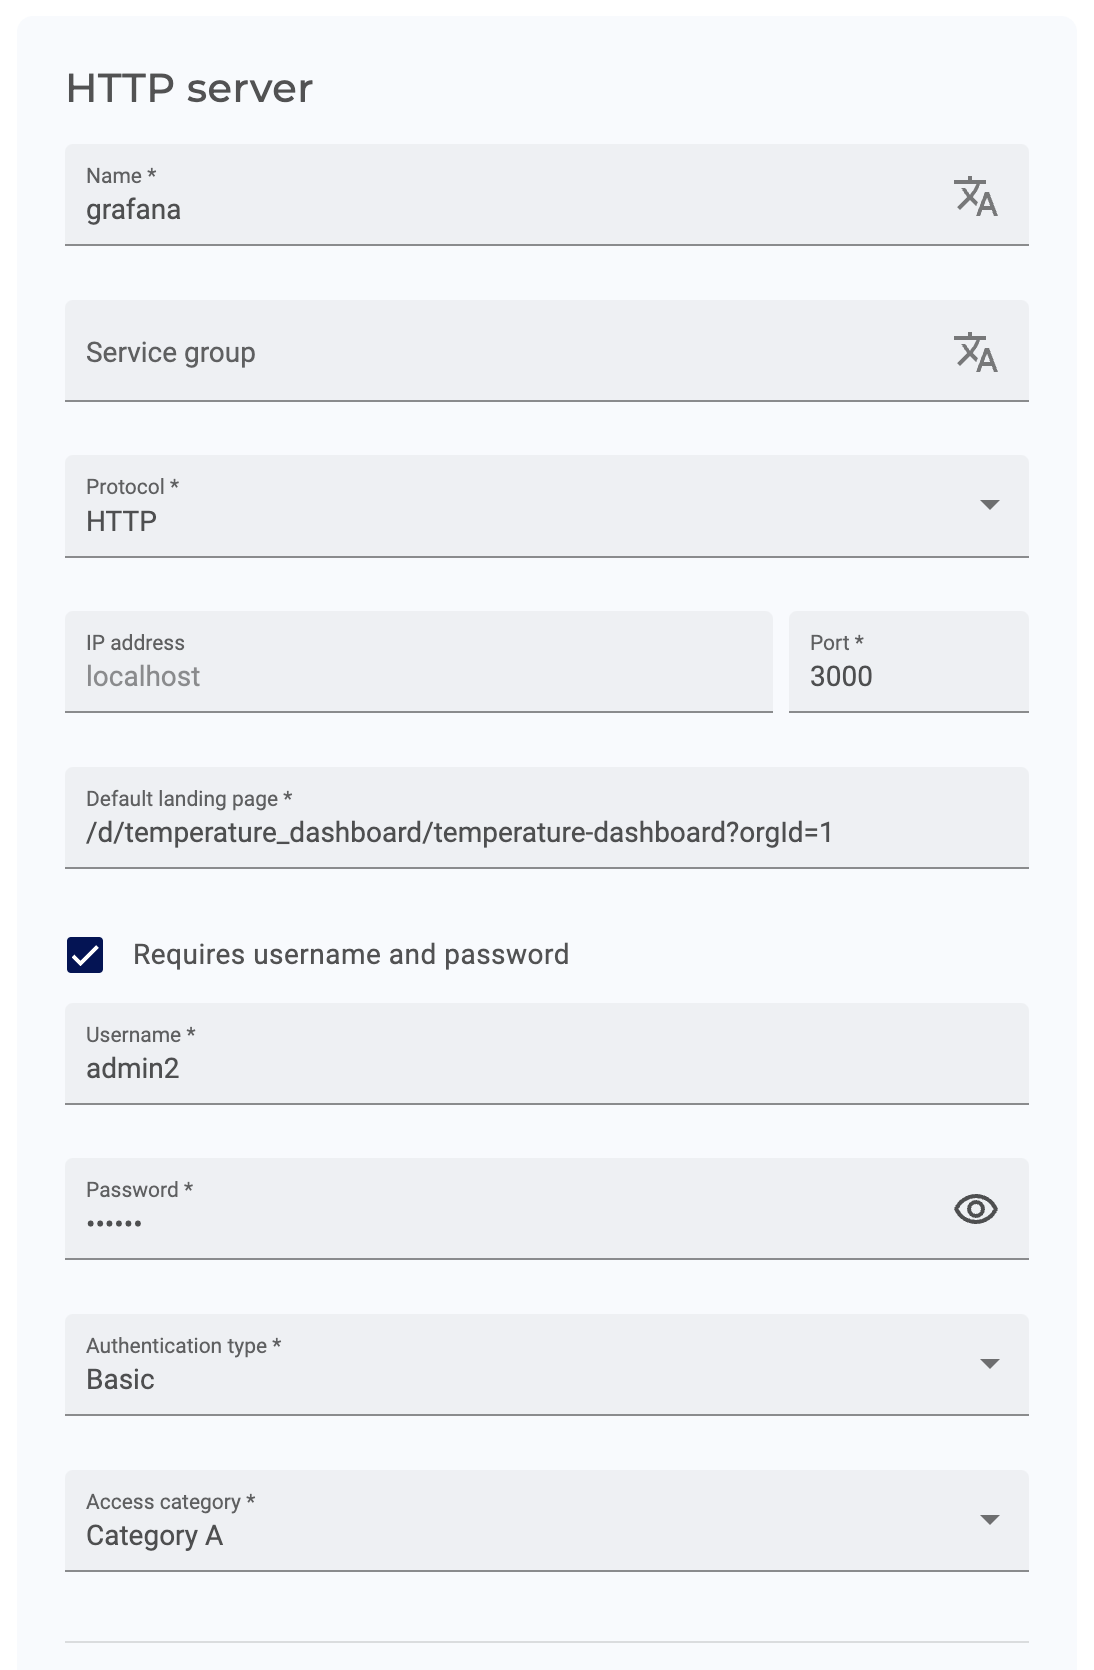 HTTP server
Name *
grafana
Service group
Protocol *
HTTP
IP address
localhost
Port *
3000
Default landing page *
/d/temperature_dashboard/temperature-dashboard?orgId=1
Requires username and password
Username *
admin2
Password *
••••••
Authentication type *
Basic
Access category *
Category A